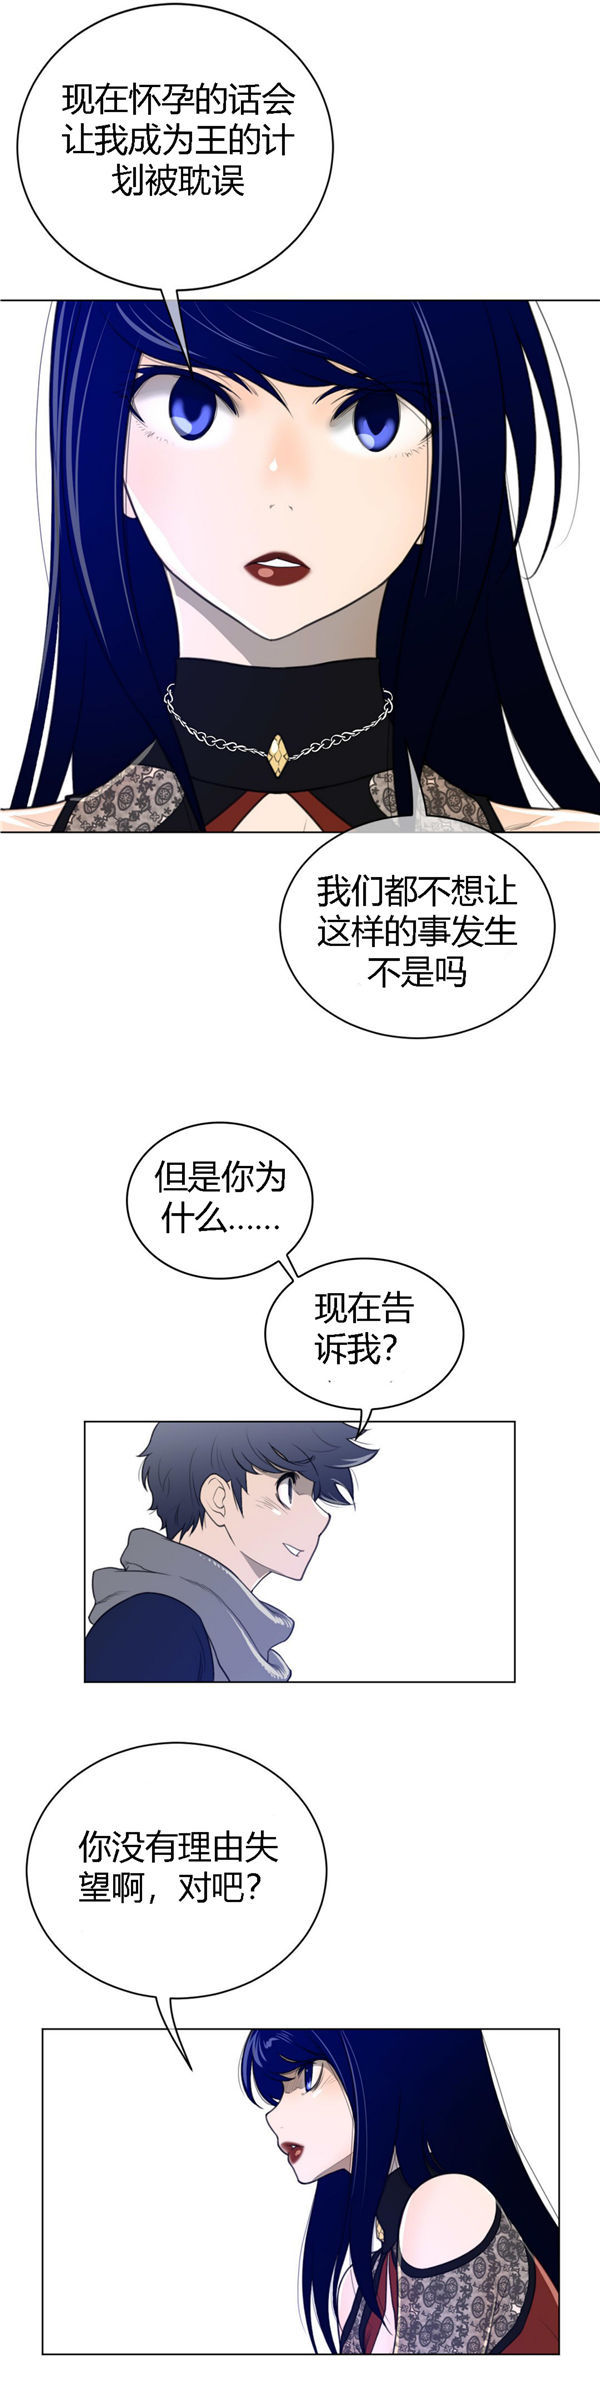 现在怀孕的话会
让我成为王的计
划被耽误
我们都不想让
这样的事发生
不是吗
但是你为
什么……
现在告
诉我？
你没有理由失
望啊，对吧？